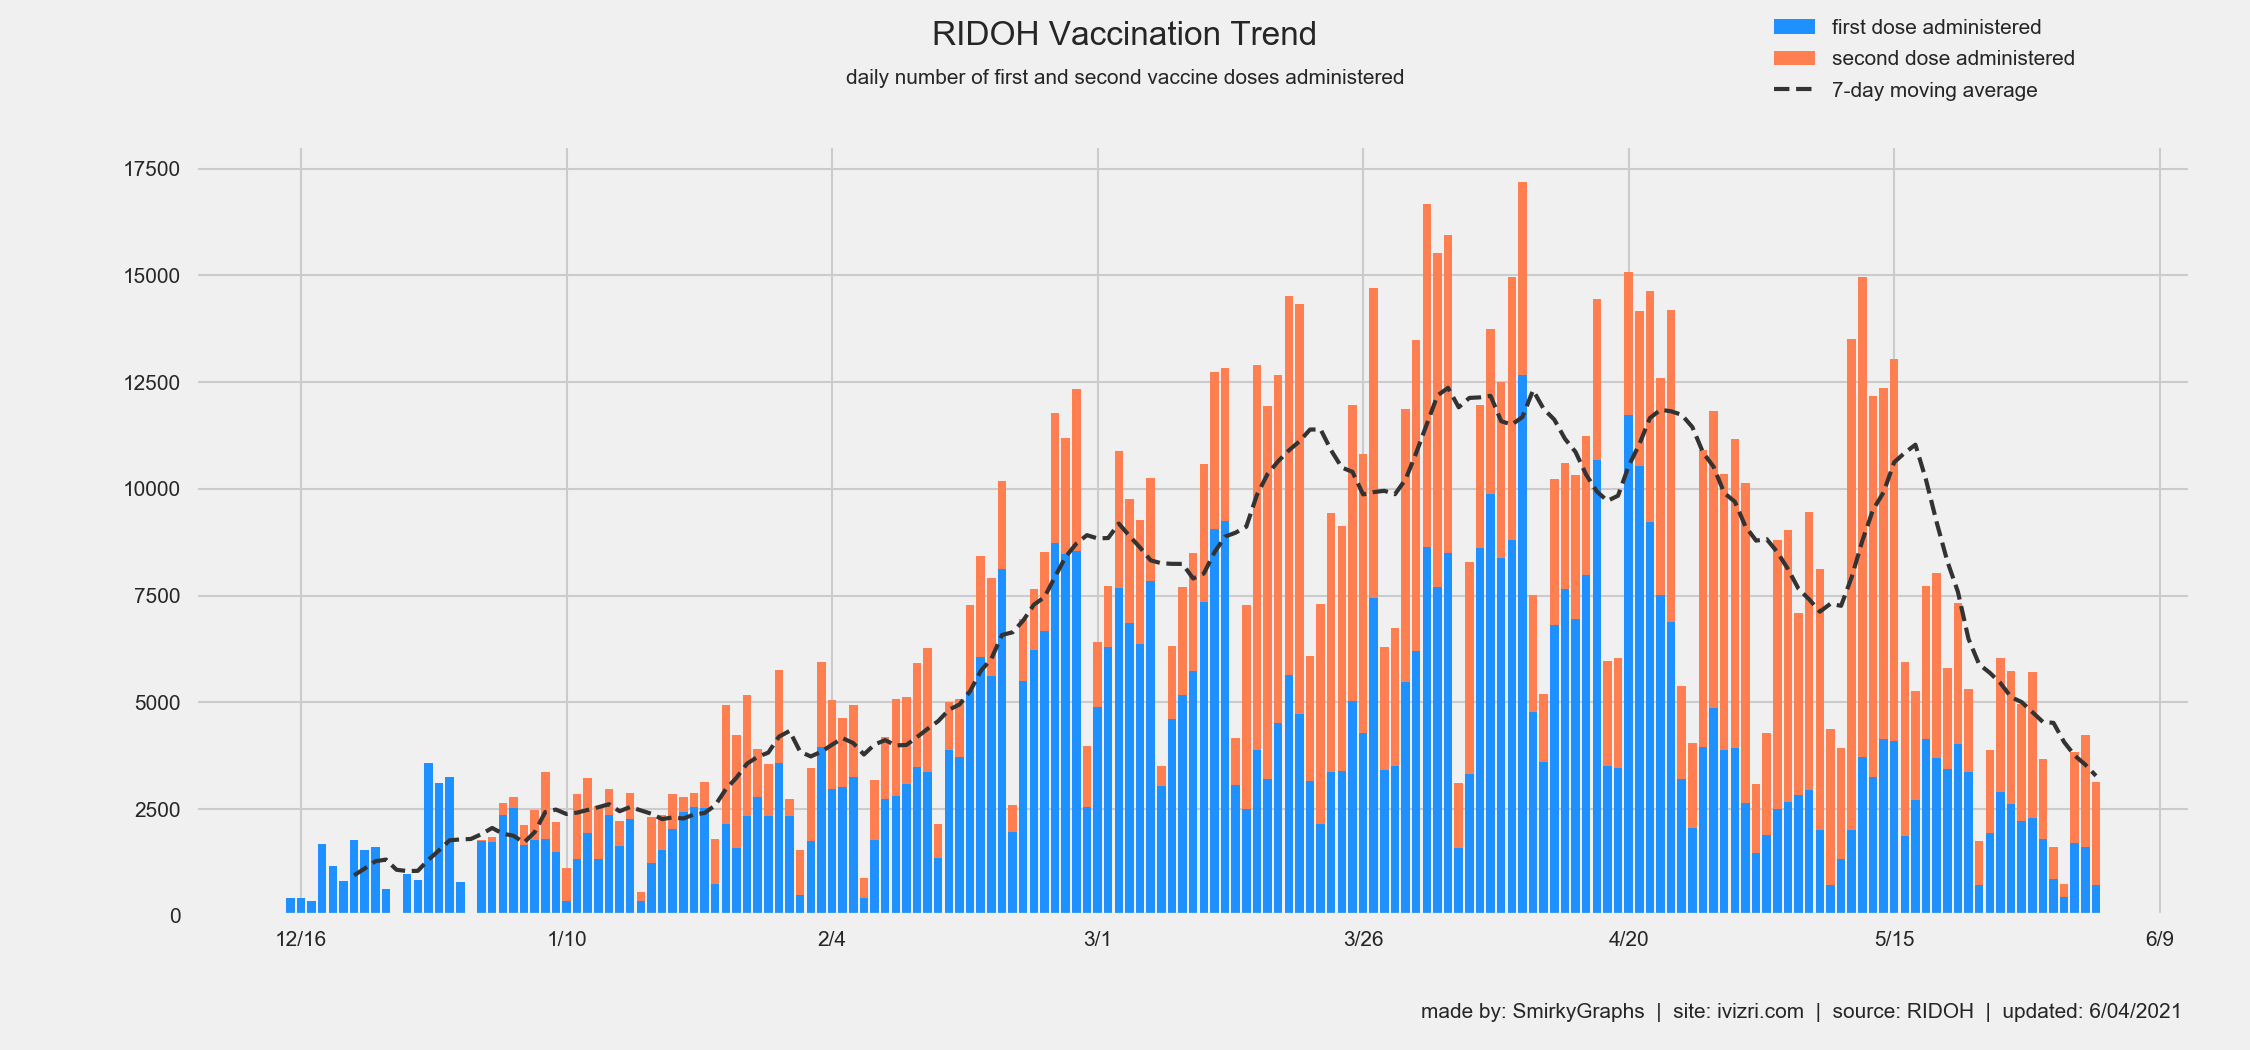 RIDOH Vaccination Trend
daily number of first and second vaccine doses administered
first dose administered
second dose administered
7-day moving average
17500
15000
12500
10000
7500
5000
2500
0
12/16 1/10 2/4 3/1 3/26 4/20 5/15 6/9
made by: SmirkyGraphs | site: ivizri.com | source: RIDOH | updated: 6/04/2021